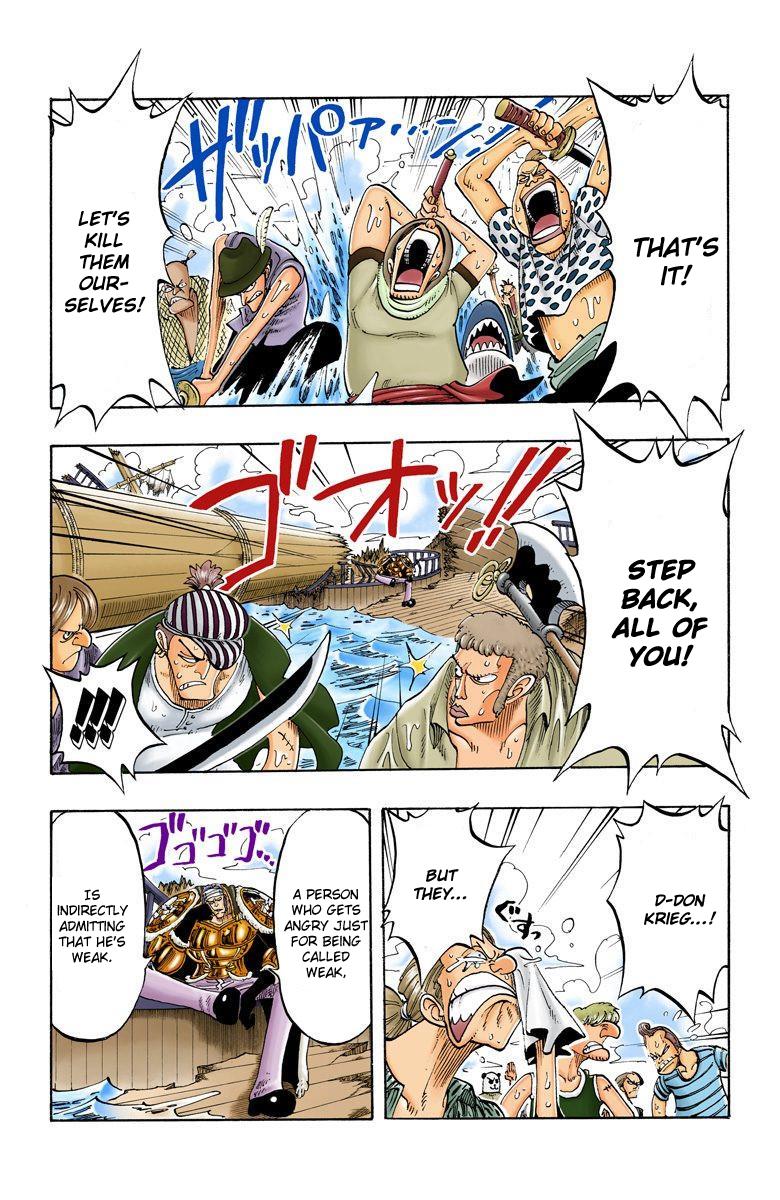 THAT'S
IT!
ザッパァ…ン
LET'S
KILL
THEM
OUR-
SELVES!
STEP
BACK,
ALL OF
YOU!
ゴオッ!!
!!!!
D-DON
KRIEG...!
BUT
THEY...
ぐすっ
A PERSON
WHO GETS
ANGRY JUST
FOR BEING
CALLED
WEAK,
ゴゴゴゴ…
IS
INDIRECTLY
ADMITTING
THAT HE'S
WEAK.